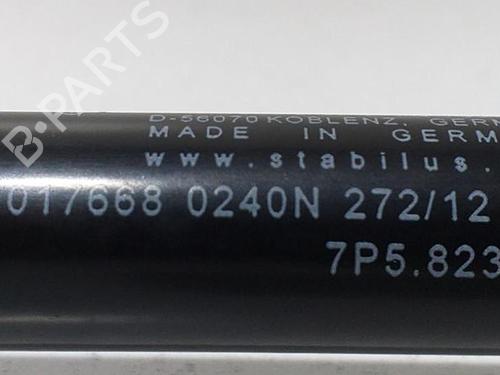 D-56070 KOBLENZ, GERM
MADE IN GERM
www.stabilus.
017668 0240N 272/12
7P5.823
B-PARTS